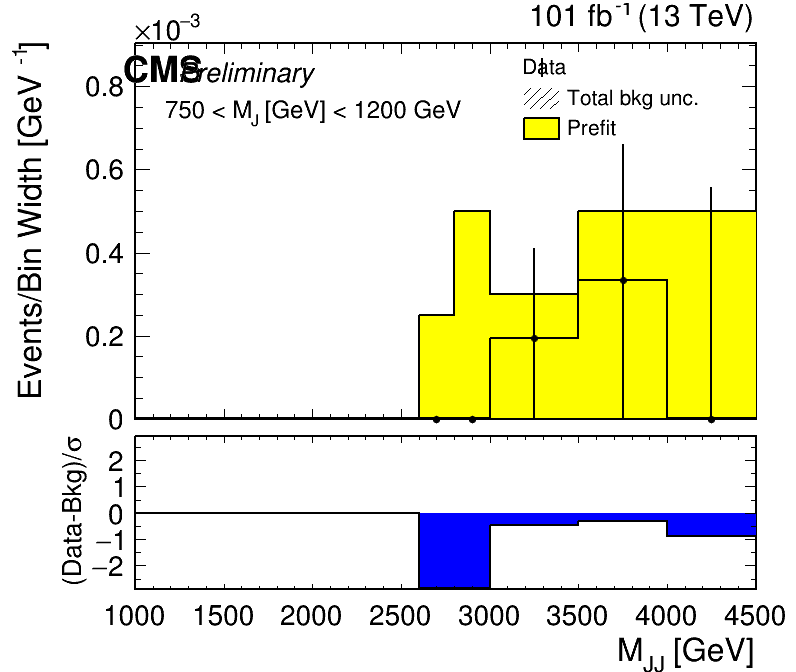 ×10⁻³
101 fb⁻¹ (13 TeV)
CMS Preliminary
750 < M_J [GeV] < 1200 GeV
Data
Total bkg unc.
Prefit
Events/Bin Width [GeV⁻¹]
0.8
0.6
0.4
0.2
0
(Data-Bkg)/σ
2
1
0
−1
−2
1000 1500 2000 2500 3000 3500 4000 4500
M_JJ [GeV]